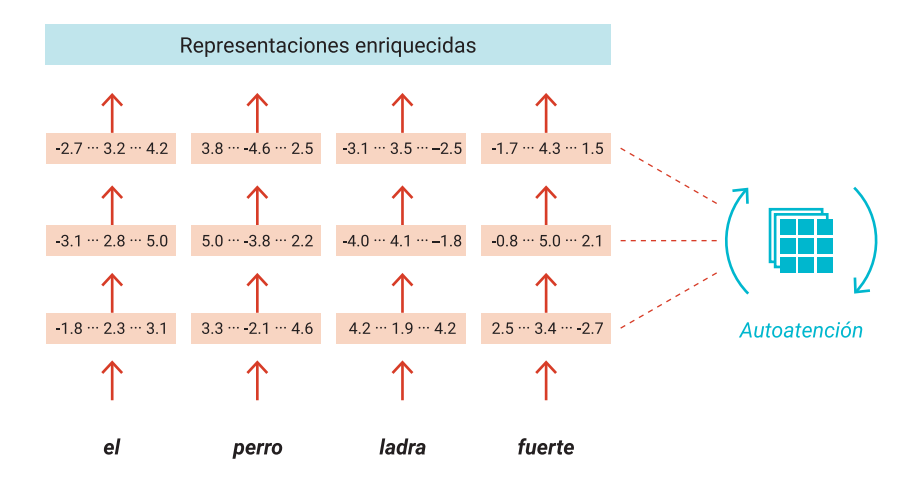 Representaciones enriquecidas
-2.7 ··· 3.2 ··· 4.2 3.8 ··· -4.6 ··· 2.5 -3.1 ··· 3.5 ··· –2.5 -1.7 ··· 4.3 ··· 1.5
-3.1 ··· 2.8 ··· 5.0 5.0 ··· -3.8 ··· 2.2 -4.0 ··· 4.1 ··· –1.8 -0.8 ··· 5.0 ··· 2.1
-1.8 ··· 2.3 ··· 3.1 3.3 ··· -2.1 ··· 4.6 4.2 ··· 1.9 ··· 4.2 2.5 ··· 3.4 ··· -2.7
Autoatención
el perro ladra fuerte